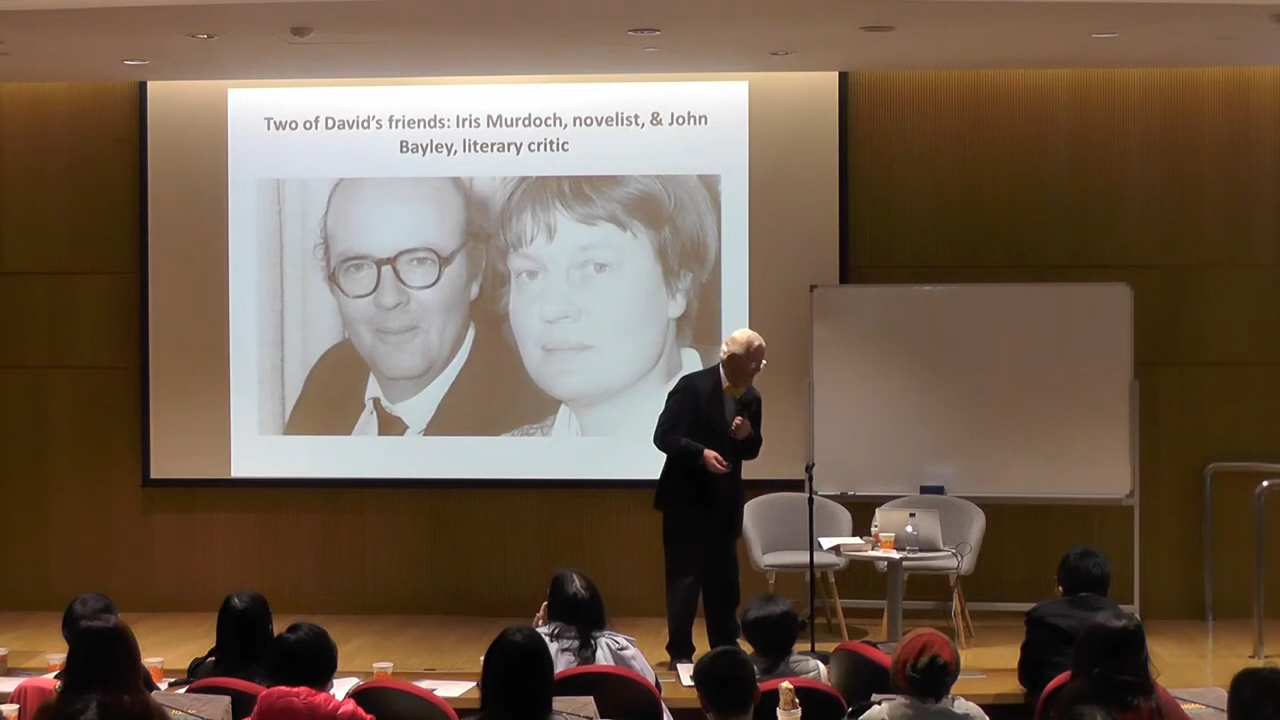 Two of David's friends: Iris Murdoch, novelist, & John
Bayley, literary critic